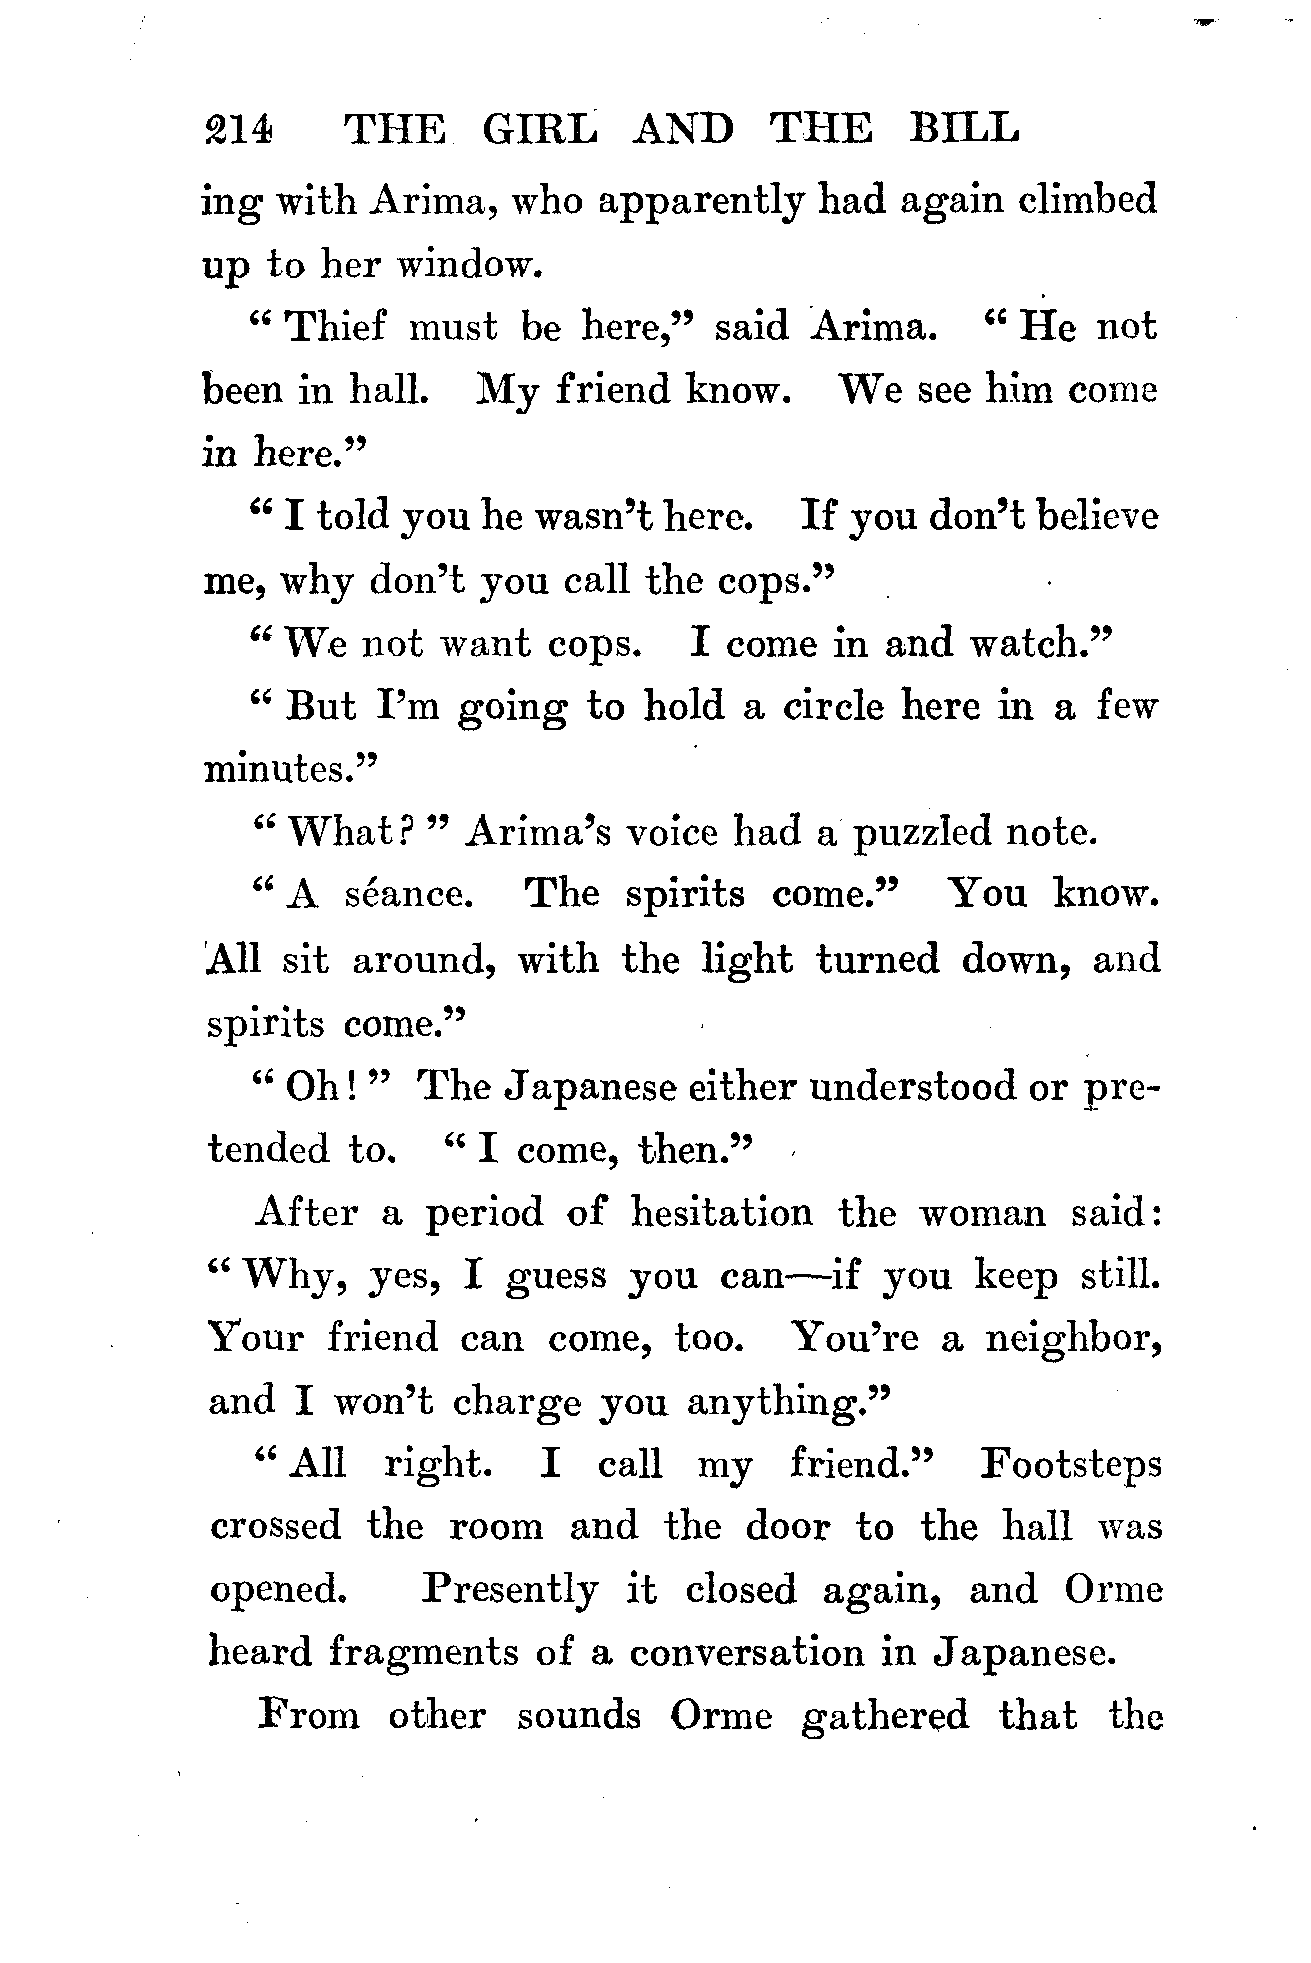 214 THE GIRL AND THE BILL
ing with Arima, who apparently had again climbed
up to her window.
“ Thief must be here,” said Arima. “ He not
been in hall. My friend know. We see him come
in here.”
“ I told you he wasn’t here. If you don’t believe
me, why don’t you call the cops.”
“ We not want cops. I come in and watch.”
“ But I’m going to hold a circle here in a few
minutes.”
“ What? ” Arima’s voice had a puzzled note.
“ A séance. The spirits come.” You know.
All sit around, with the light turned down, and
spirits come.”
“ Oh! ” The Japanese either understood or pre-
tended to. “ I come, then.”
After a period of hesitation the woman said:
“ Why, yes, I guess you can—if you keep still.
Your friend can come, too. You’re a neighbor,
and I won’t charge you anything.”
“ All right. I call my friend.” Footsteps
crossed the room and the door to the hall was
opened. Presently it closed again, and Orme
heard fragments of a conversation in Japanese.
From other sounds Orme gathered that the